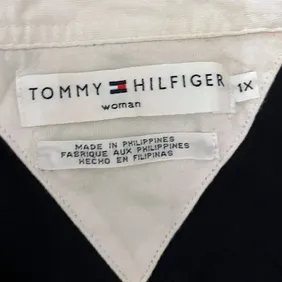 TOMMY HILFIGER
woman
1X
MADE IN PHILIPPINES
FABRIQUE AUX PHILIPPINES
HECHO EN FILIPINAS